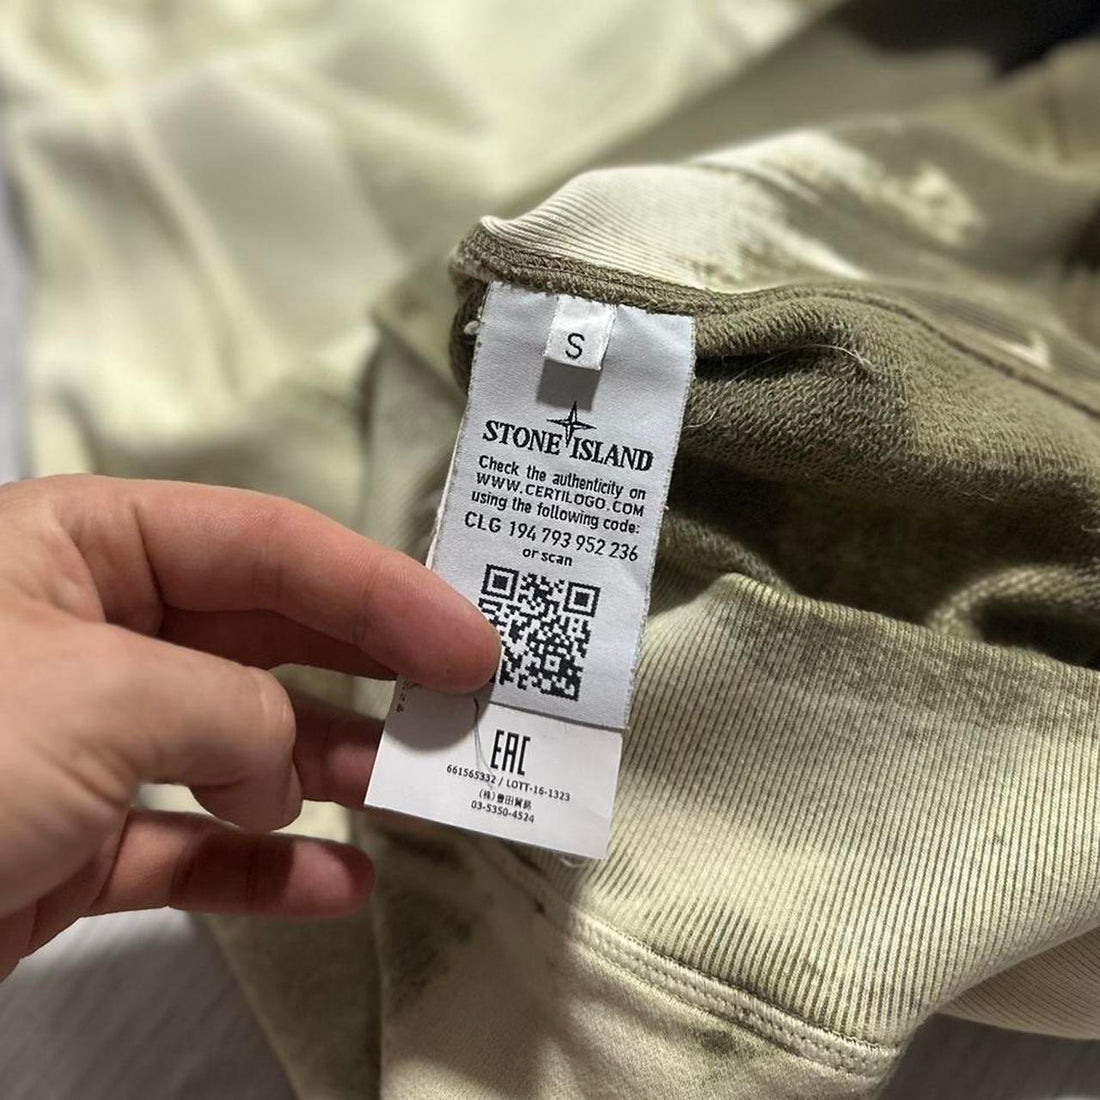 S
STONE ISLAND
Check the authenticity on
WWW.CERTILOGO.COM
using the following code:
CLG 194 793 952 236
or scan
EAC
661565332 / LOTT-16-1323
(株)豊田貿易
03-5350-4524